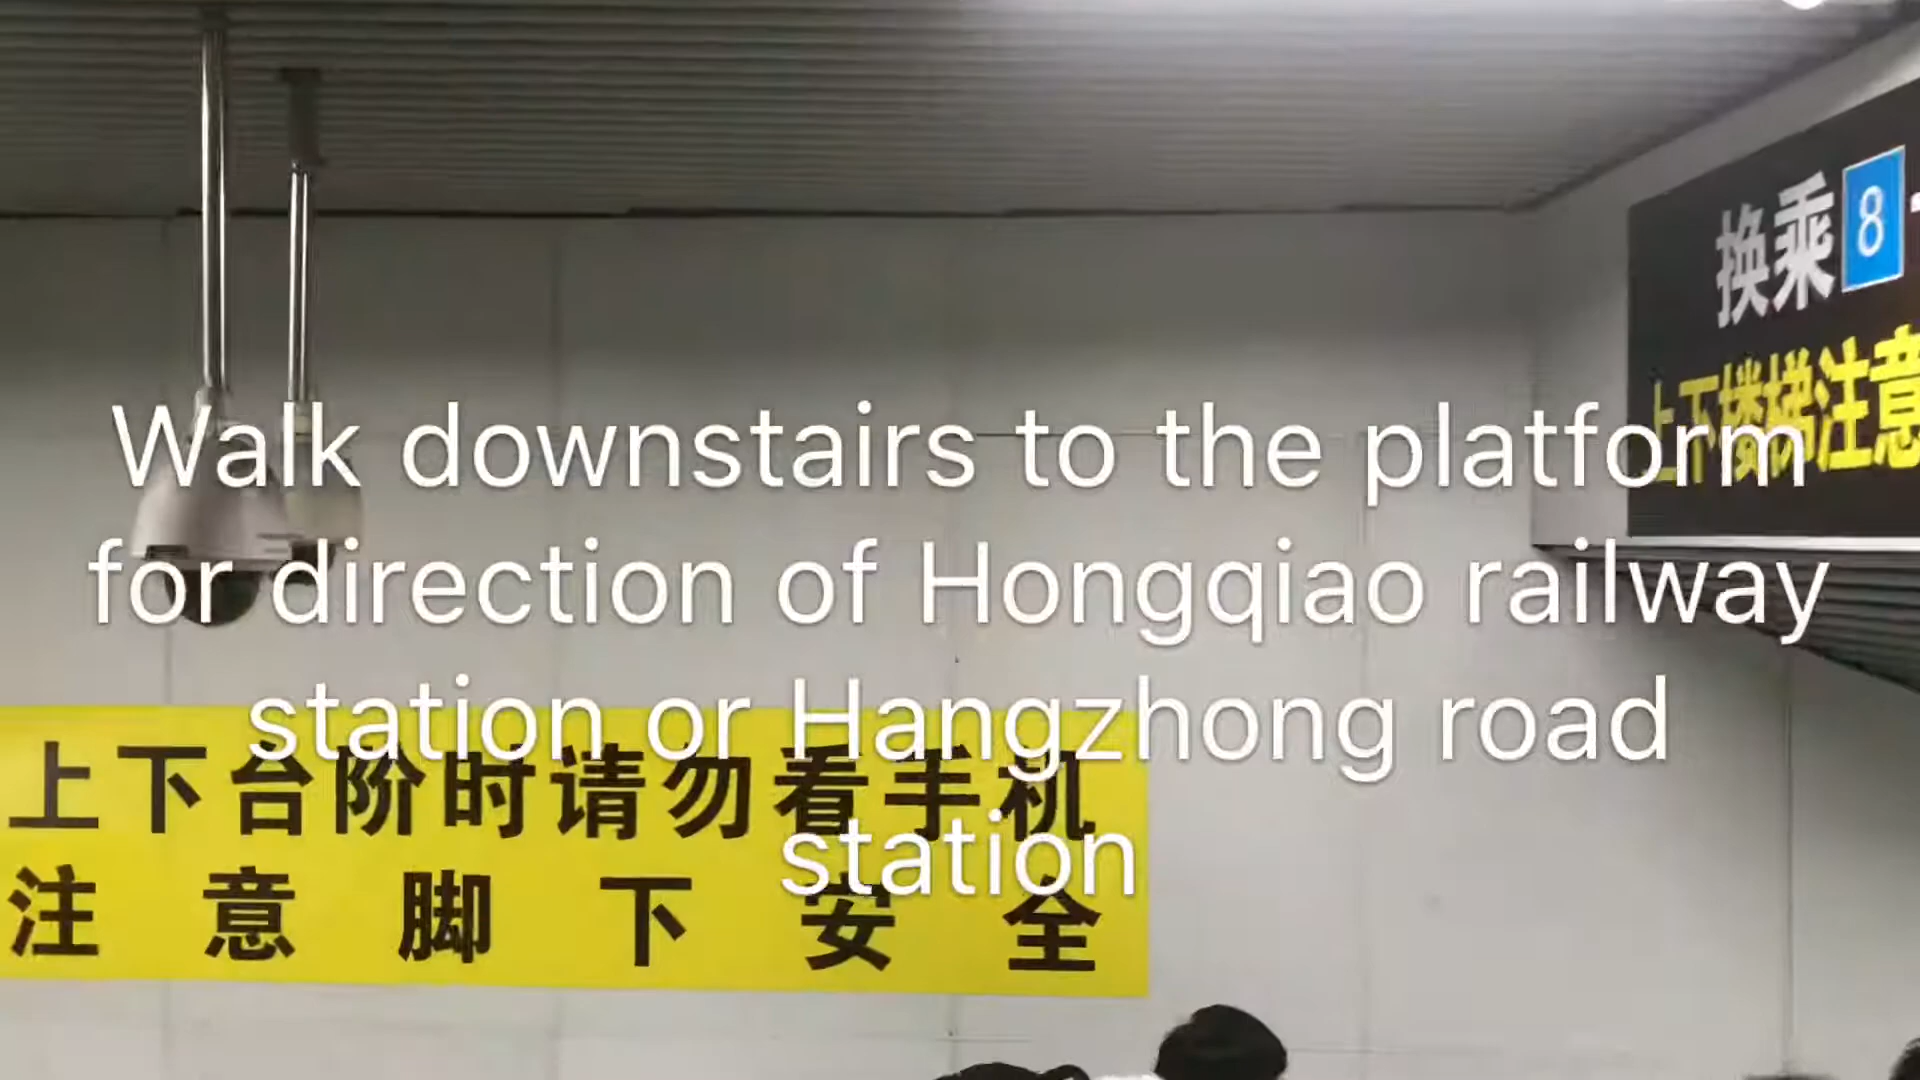 换乘 8
上下楼梯注意
Walk downstairs to the platform
for direction of Hongqiao railway
station or Hangzhong road
station
上下台阶时请勿看手机
注意脚下安全